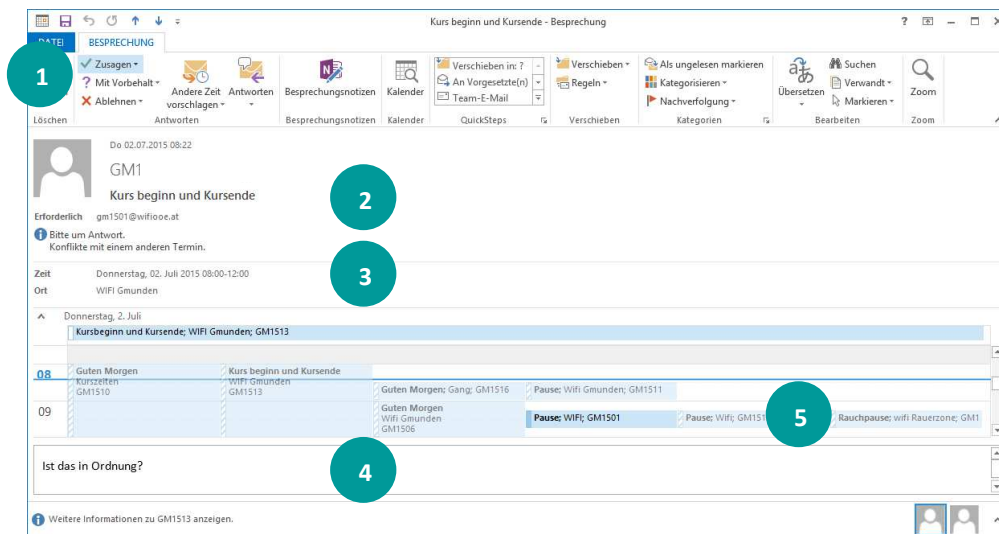 Kurs beginn und Kursende - Besprechung
?
DATEI
BESPRECHUNG
1
Zusagen
? Mit Vorbehalt
Ablehnen
Andere Zeit
vorschlagen
Antworten
Besprechungsnotizen
Kalender
Verschieben in: ?
An Vorgesetzte(n)
Team-E-Mail
Verschieben
Regeln
Als ungelesen markieren
Kategorisieren
Nachverfolgung
Übersetzen
Suchen
Verwandt
Markieren
Zoom
Löschen
Antworten
Besprechungsnotizen
Kalender
QuickSteps
Verschieben
Kategorien
Bearbeiten
Zoom
Do 02.07.2015 08:22
GM1
Kurs beginn und Kursende
2
Erforderlich gm1501@wifiooe.at
Bitte um Antwort.
Konflikte mit einem anderen Termin.
3
Zeit Donnerstag, 02. Juli 2015 08:00-12:00
Ort WIFI Gmunden
Donnerstag, 2. Juli
Kursbeginn und Kursende; WIFI Gmunden; GM1513
08
Guten Morgen
Kurszeiten
GM1510
Kurs beginn und Kursende
WIFI Gmunden
GM1513
Guten Morgen; Gang; GM1516
Pause; Wifi Gmunden; GM1511
09
Guten Morgen
Wifi Gmunden
GM1506
Pause; WIFI; GM1501
Pause; Wifi; GM151
5
Rauchpause; wifi Rauerzone; GM1
Ist das in Ordnung?
4
Weitere Informationen zu GM1513 anzeigen.